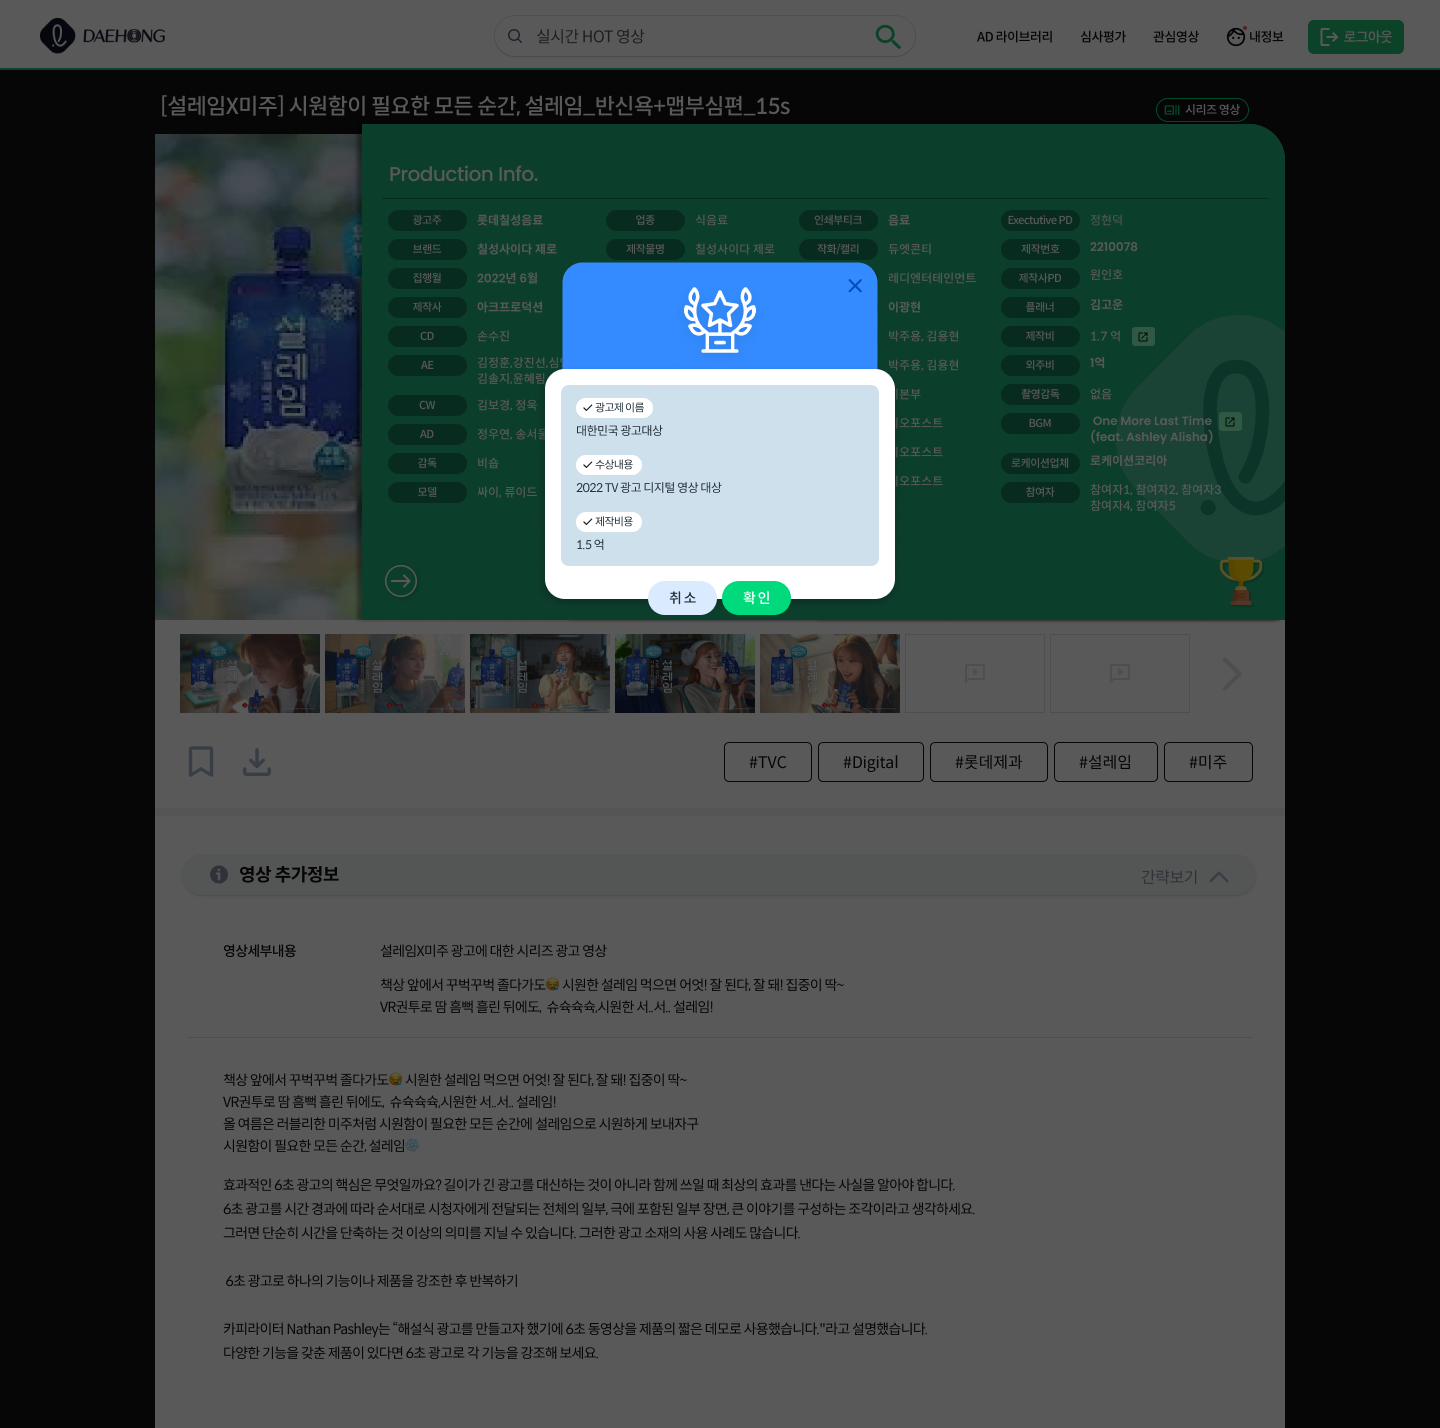 DAEHONG
실시간 HOT 영상
AD 라이브러리
심사평가
관심영상
내정보
로그아웃
[설레임X미주] 시원함이 필요한 모든 순간, 설레임_반신욕+맵부심편_15s
시리즈 영상
Production Info.
광고주 롯데칠성음료 업종 식음료 인쇄부티크 음료 Exectutive PD 정현덕
브랜드 칠성사이다 제로 제작물명 칠성사이다 제로 작화/캘리 듀엣콘티 제작번호 2210078
집행월 2022년 6월 레디엔터테인먼트 제작사PD 원인호
제작사 아크프로덕션 이광현 플래너 김고운
CD 손수진 박주용, 김용현 제작비 1.7 억
AE 김정훈,강진선, 박주용, 김용현 외주비 1억
김솔지,윤혜림
본부 촬영감독 없음
CW 김보경, 정욱
오포스트 BGM One More Last Time
(feat. Ashley Alisha)
AD 정우연, 송서율
오포스트
감독 비숍 로케이션업체 로케이션코리아
오포스트
모델 싸이, 류이드 참여자 참여자1, 참여자2, 참여자3
참여자4, 참여자5
설레임
광고제 이름
대한민국 광고대상
수상내용
2022 TV 광고 디지털 영상 대상
제작비용
1.5 억
취소
확인
설레임
설레임
설레임
설레임
설레임
#TVC
#Digital
#롯데제과
#설레임
#미주
영상 추가정보
간략보기
영상세부내용
설레임X미주 광고에 대한 시리즈 광고 영상
책상 앞에서 꾸벅꾸벅 졸다가도😪 시원한 설레임 먹으면 어엇! 잘 된다, 잘 돼! 집중이 딱~
VR권투로 땀 흠뻑 흘린 뒤에도, 슈슉슉슉,시원한 서..서.. 설레임!
책상 앞에서 꾸벅꾸벅 졸다가도😪 시원한 설레임 먹으면 어엇! 잘 된다, 잘 돼! 집중이 딱~
VR권투로 땀 흠뻑 흘린 뒤에도, 슈슉슉슉,시원한 서..서.. 설레임!
올 여름은 러블리한 미주처럼 시원함이 필요한 모든 순간에 설레임으로 시원하게 보내자구
시원함이 필요한 모든 순간, 설레임
효과적인 6초 광고의 핵심은 무엇일까요? 길이가 긴 광고를 대신하는 것이 아니라 함께 쓰일 때 최상의 효과를 낸다는 사실을 알아야 합니다.
6초 광고를 시간 경과에 따라 순서대로 시청자에게 전달되는 전체의 일부, 극에 포함된 일부 장면, 큰 이야기를 구성하는 조각이라고 생각하세요.
그러면 단순히 시간을 단축하는 것 이상의 의미를 지닐 수 있습니다. 그러한 광고 소재의 사용 사례도 많습니다.
6초 광고로 하나의 기능이나 제품을 강조한 후 반복하기
카피라이터 Nathan Pashley는 “해설식 광고를 만들고자 했기에 6초 동영상을 제품의 짧은 데모로 사용했습니다."라고 설명했습니다.
다양한 기능을 갖춘 제품이 있다면 6초 광고로 각 기능을 강조해 보세요.